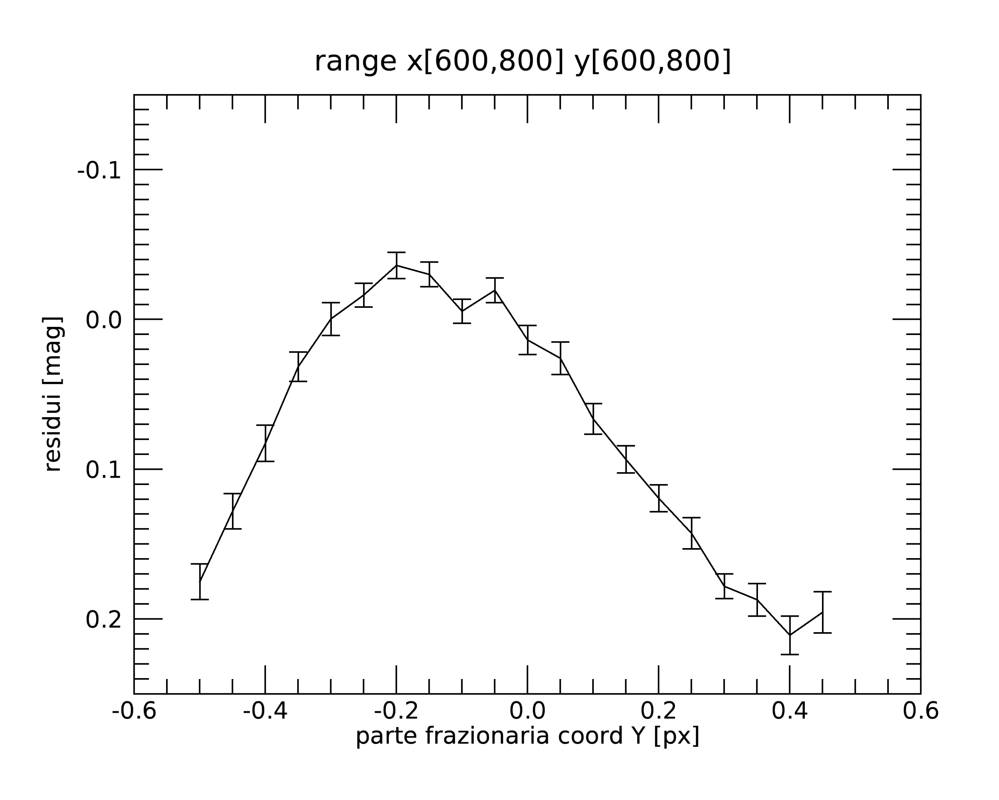 range x[600,800] y[600,800]
-0.1
0.0
0.1
0.2
residui [mag]
-0.6 -0.4 -0.2 0.0 0.2 0.4 0.6
parte frazionaria coord Y [px]